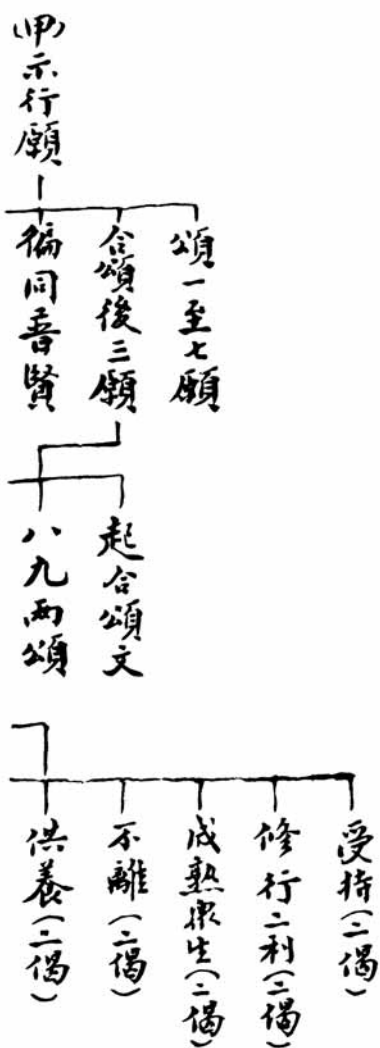 (甲)示行願
頌一至七願
合頌後三願
徧同普賢
起合頌文
八九兩頌
受持(二偈)
修行二利(二偈)
成熟衆生(二偈)
不離(二偈)
供養(二偈)